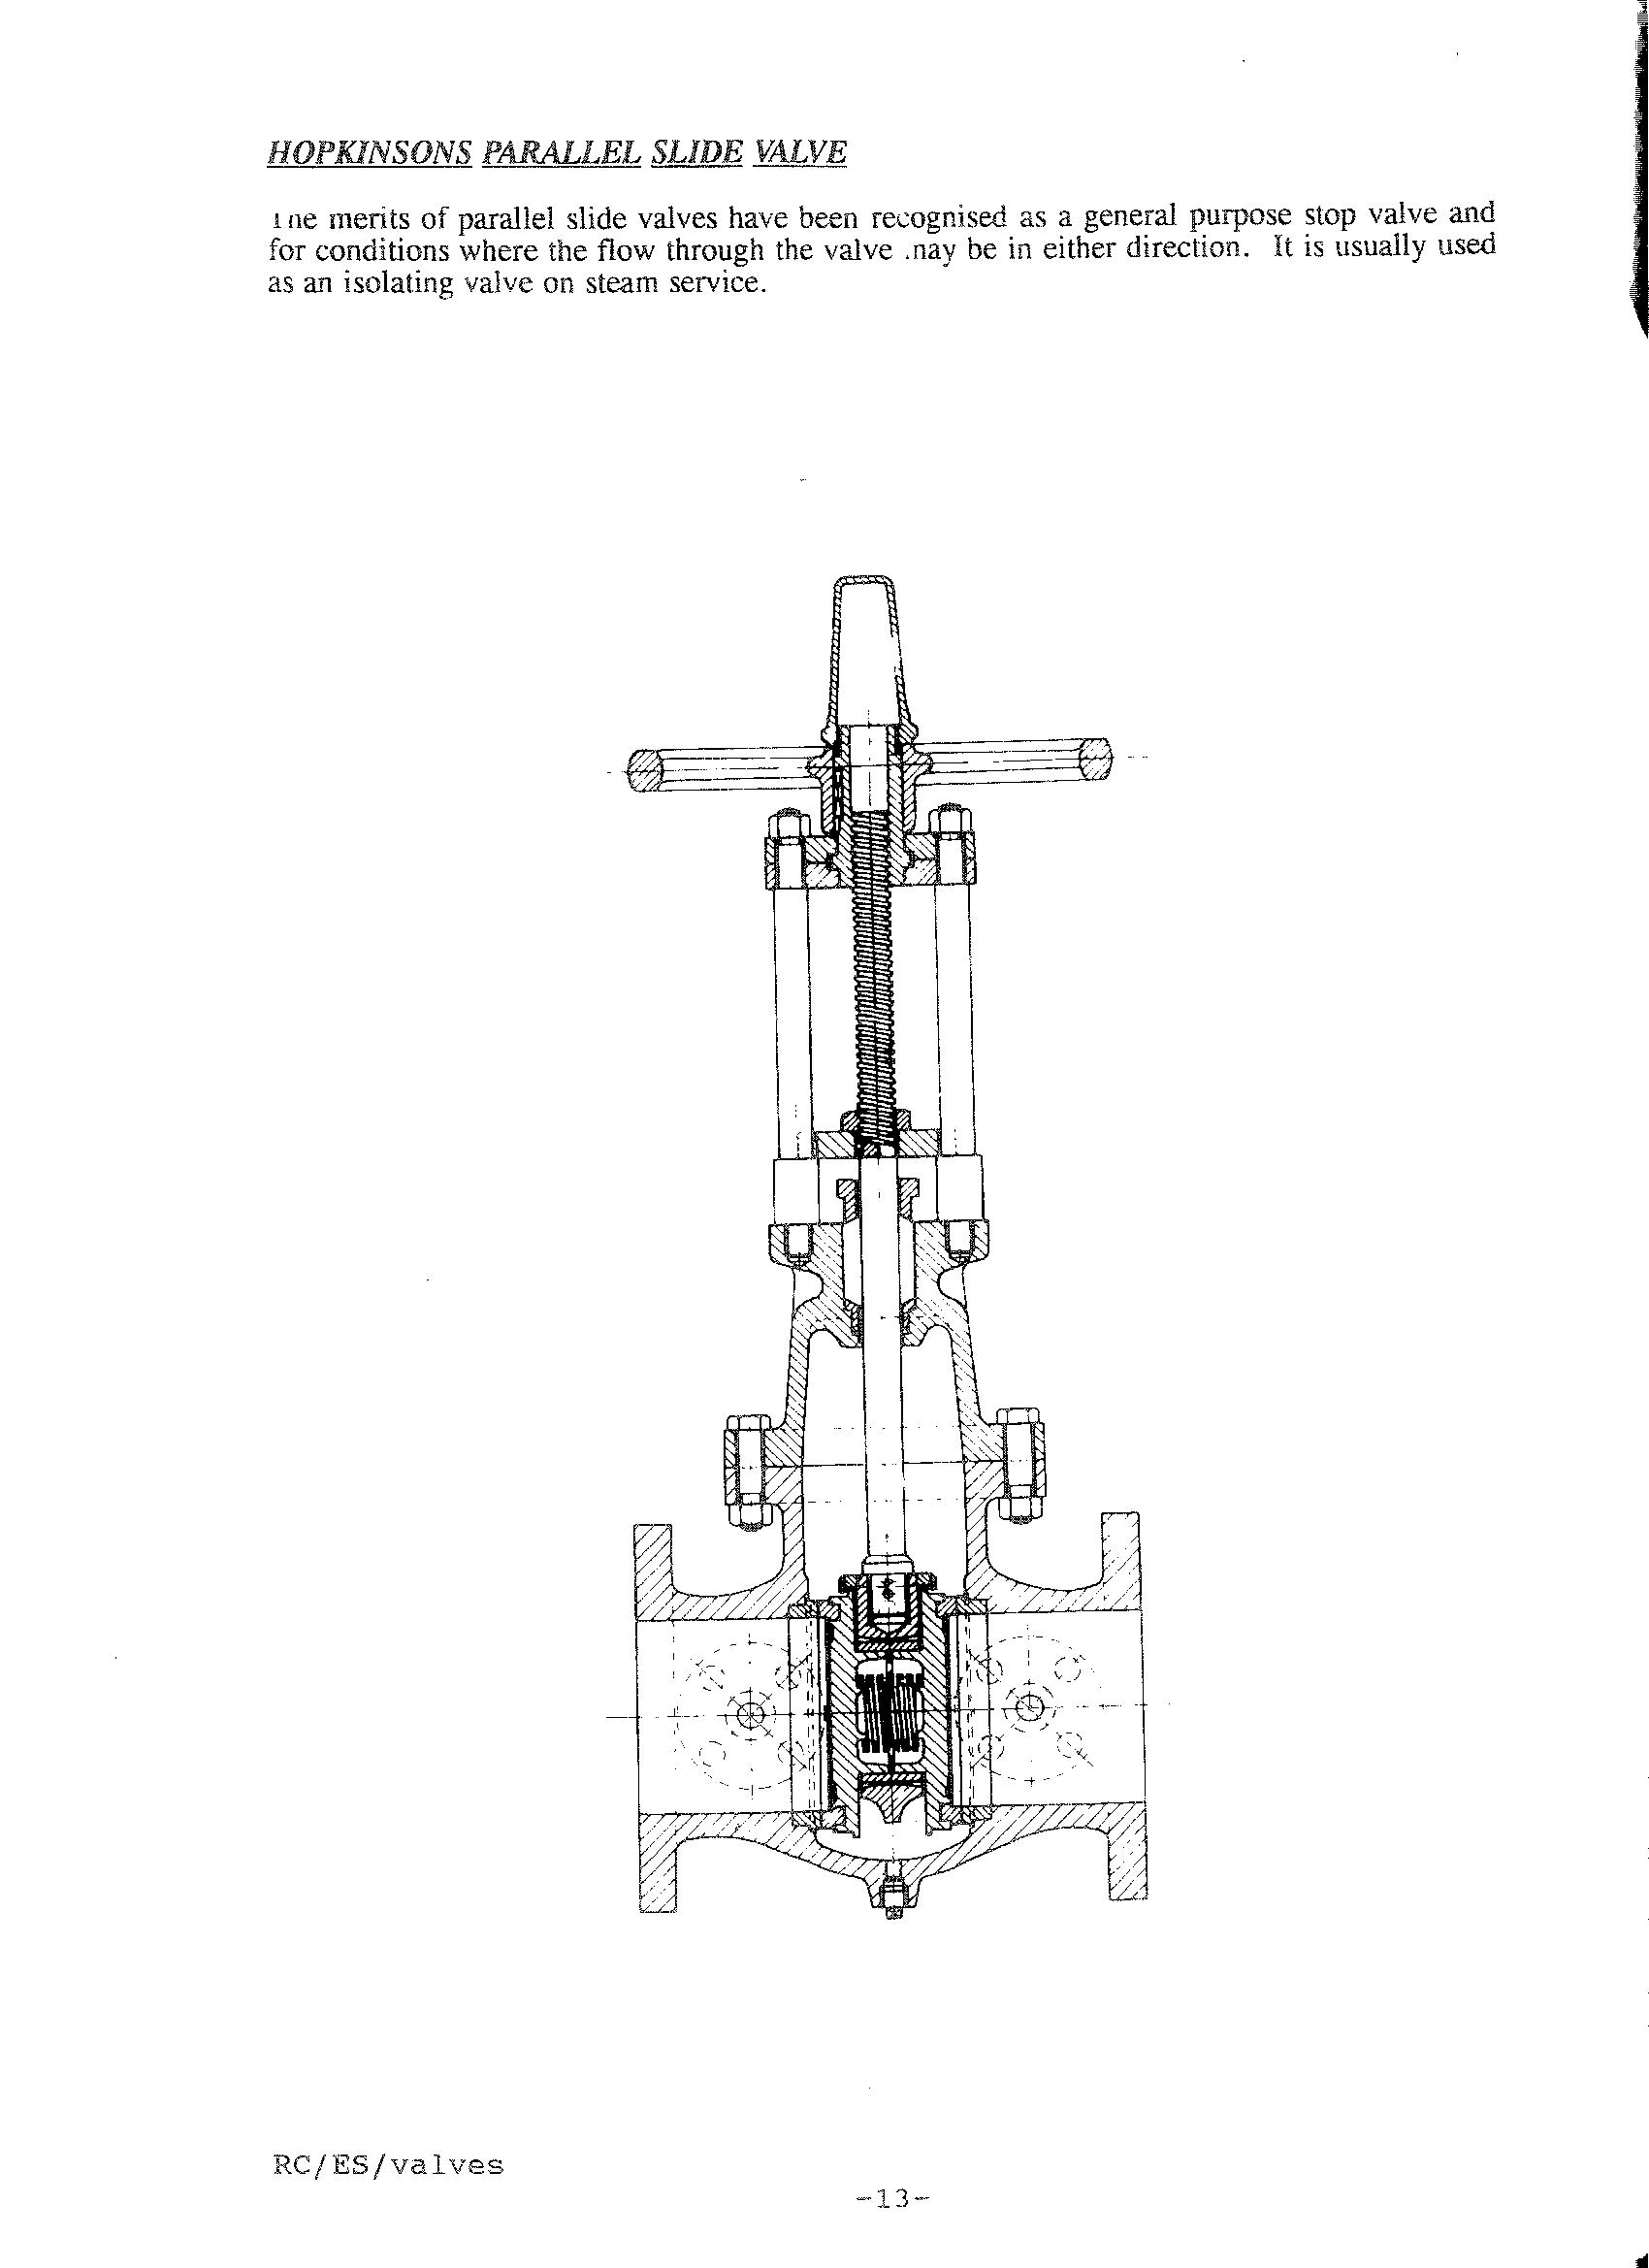 HOPKINSONS PARALLEL SLIDE VALVE
The merits of parallel slide valves have been recognised as a general purpose stop valve and
for conditions where the flow through the valve may be in either direction. It is usually used
as an isolating valve on steam service.
RC/ES/valves
-13-